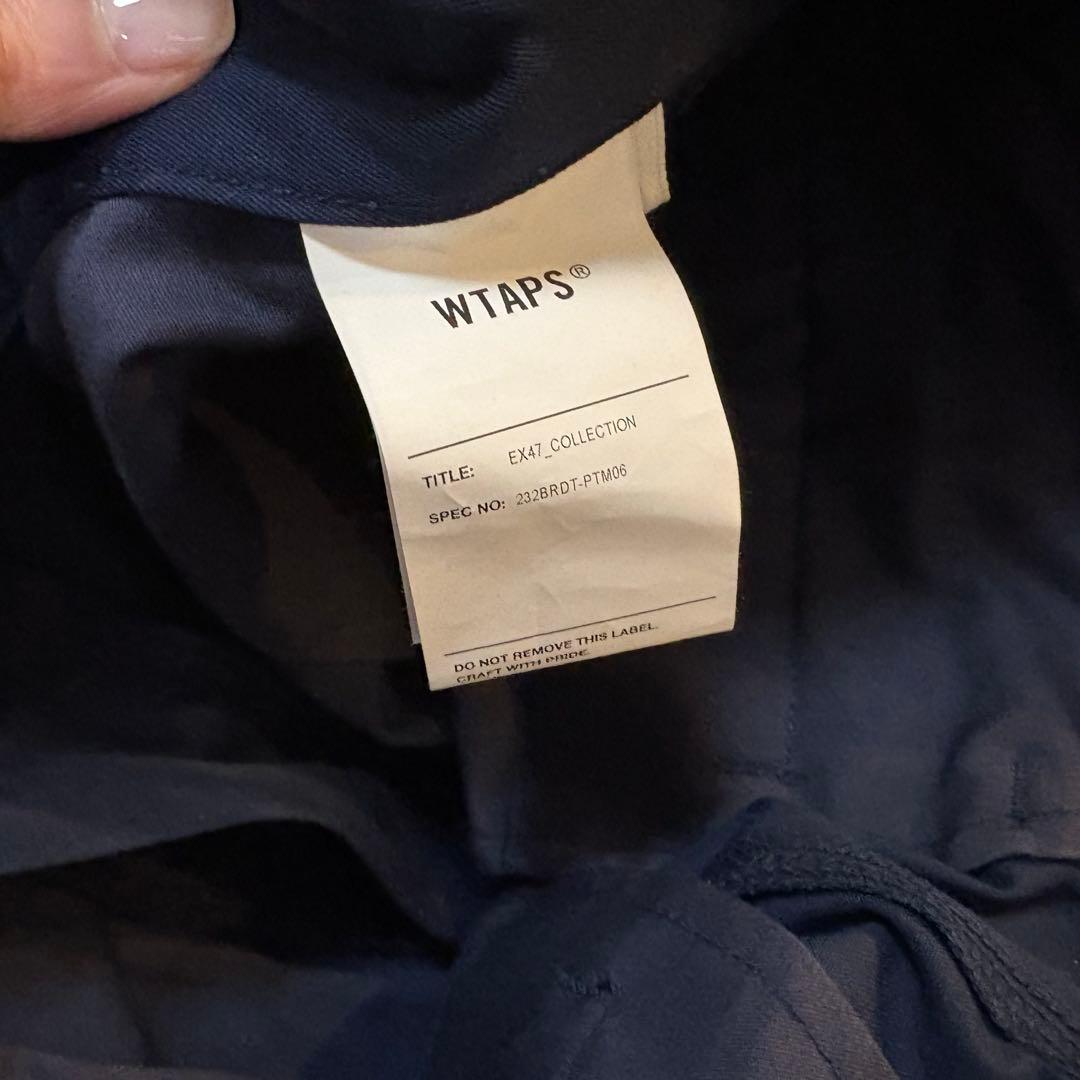 WTAPS®
TITLE: EX47_COLLECTION
SPEC NO: 232BRDT-PTM06
DO NOT REMOVE THIS LABEL.
CRAFT WITH PRIDE